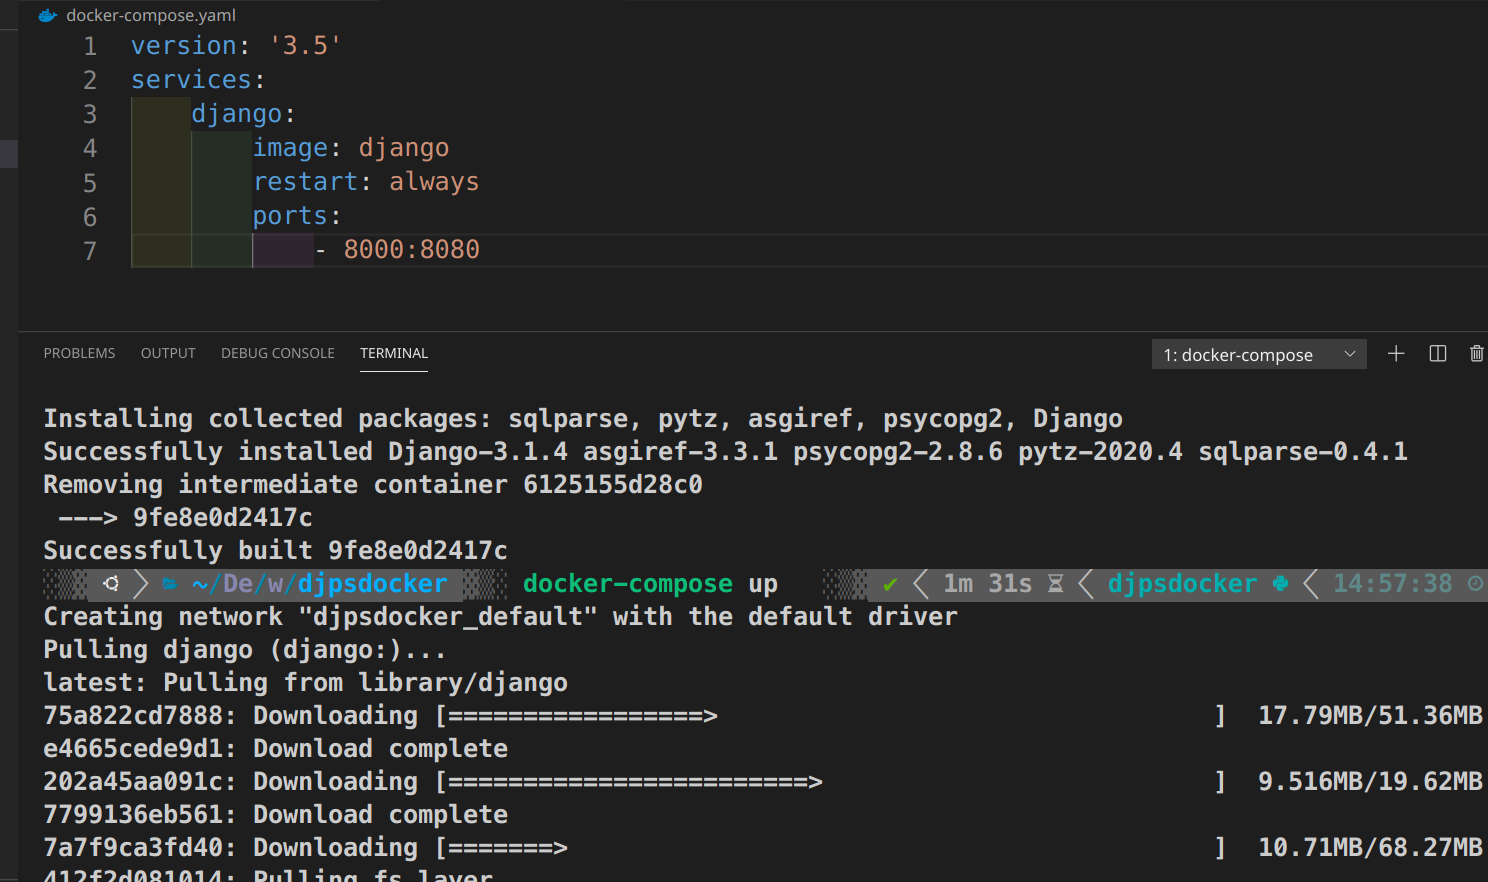 docker-compose.yaml
1 version: '3.5'
2 services:
3     django:
4         image: django
5         restart: always
6         ports:
7             - 8000:8080
PROBLEMS OUTPUT DEBUG CONSOLE TERMINAL 1: docker-compose
Installing collected packages: sqlparse, pytz, asgiref, psycopg2, Django
Successfully installed Django-3.1.4 asgiref-3.3.1 psycopg2-2.8.6 pytz-2020.4 sqlparse-0.4.1
Removing intermediate container 6125155d28c0
 ---> 9fe8e0d2417c
Successfully built 9fe8e0d2417c
~/De/w/djpsdocker docker-compose up ✔ 1m 31s djpsdocker 14:57:38
Creating network "djpsdocker_default" with the default driver
Pulling django (django:)...
latest: Pulling from library/django
75a822cd7888: Downloading [=================>                                 ]  17.79MB/51.36MB
e4665cede9d1: Download complete
202a45aa091c: Downloading [========================>                          ]  9.516MB/19.62MB
7799136eb561: Download complete
7a7f9ca3fd40: Downloading [=======>                                           ]  10.71MB/68.27MB
412f2d081014: Pulling fs layer